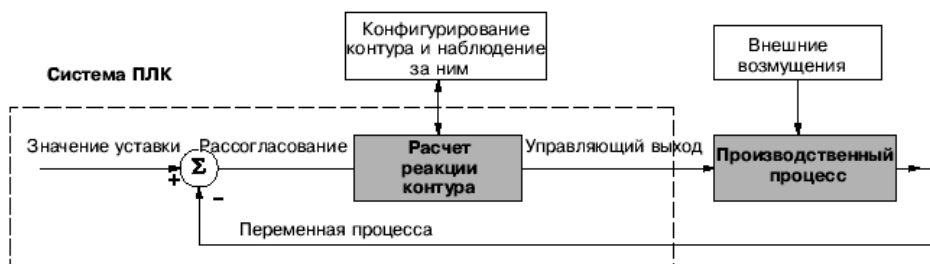 Конфигурирование
контура и наблюдение
за ним
Внешние
возмущения
Система ПЛК
Значение уставки
Рассогласование
Расчет
реакции
контура
Управляющий выход
Производственный
процесс
Σ
+
−
Переменная процесса